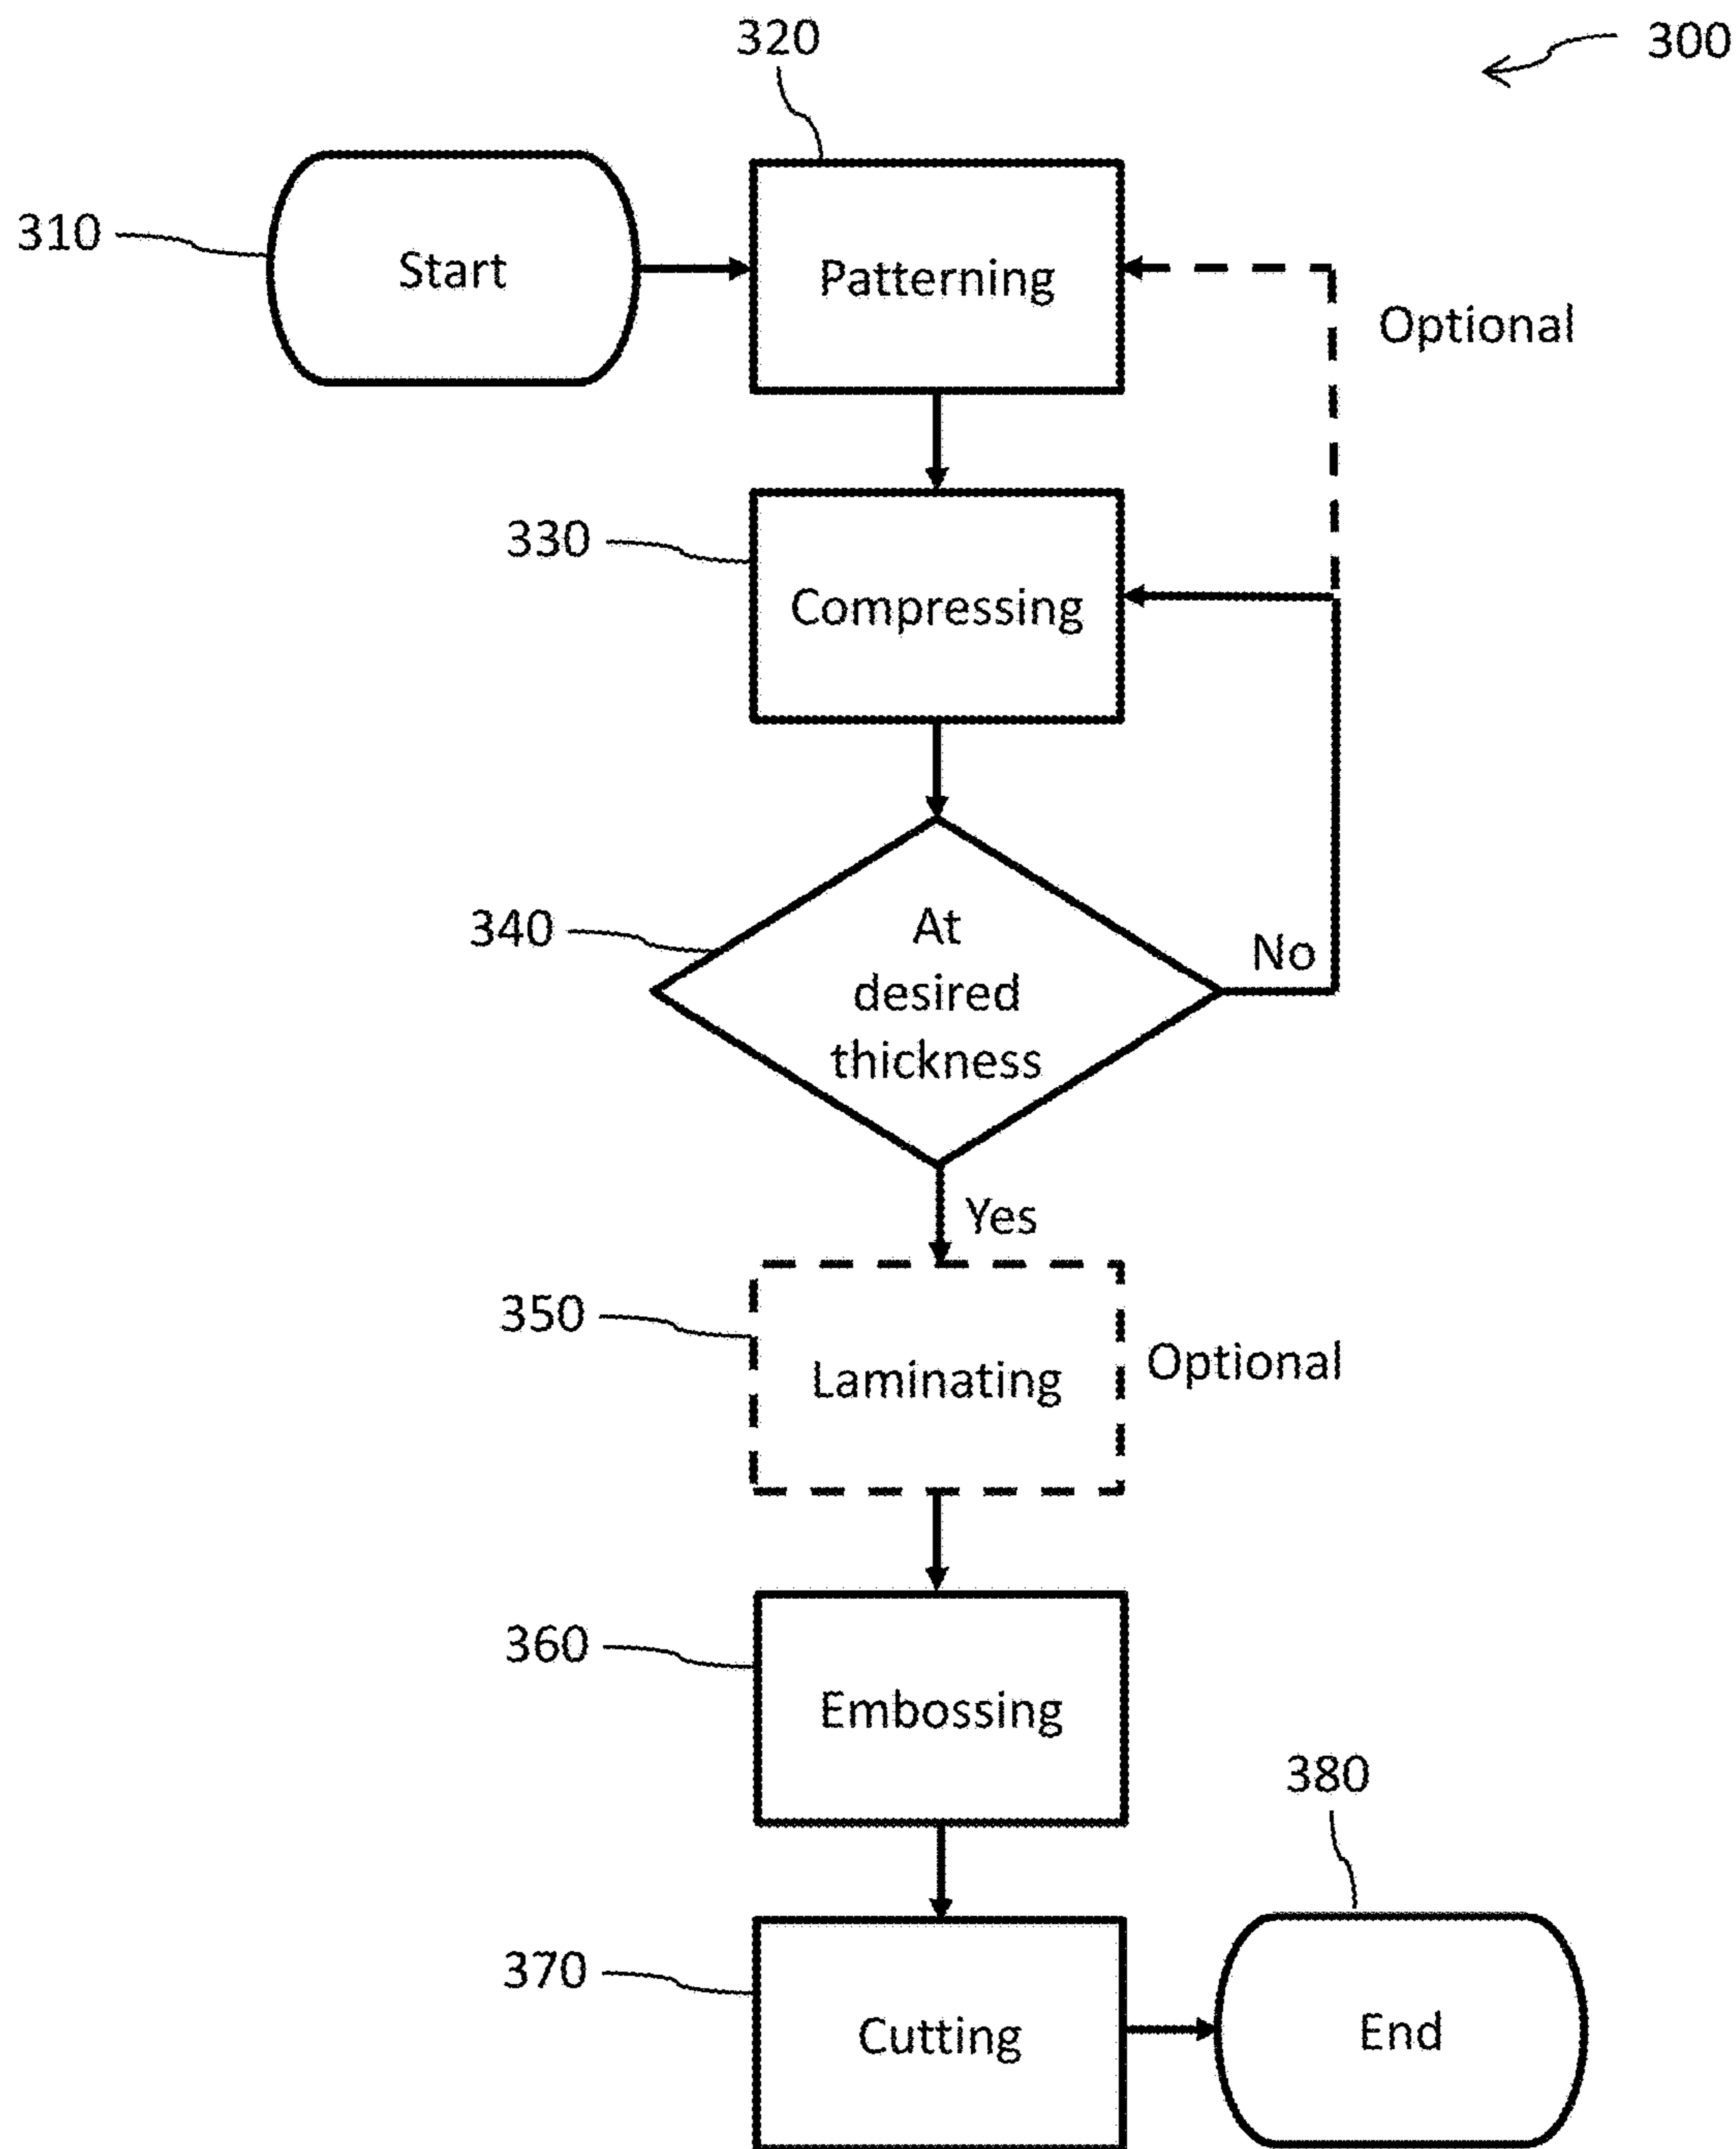 320
300
310
Start
Patterning
Optional
330
Compressing
340
At
desired
thickness
No
Yes
350
Laminating
Optional
360
Embossing
380
370
Cutting
End